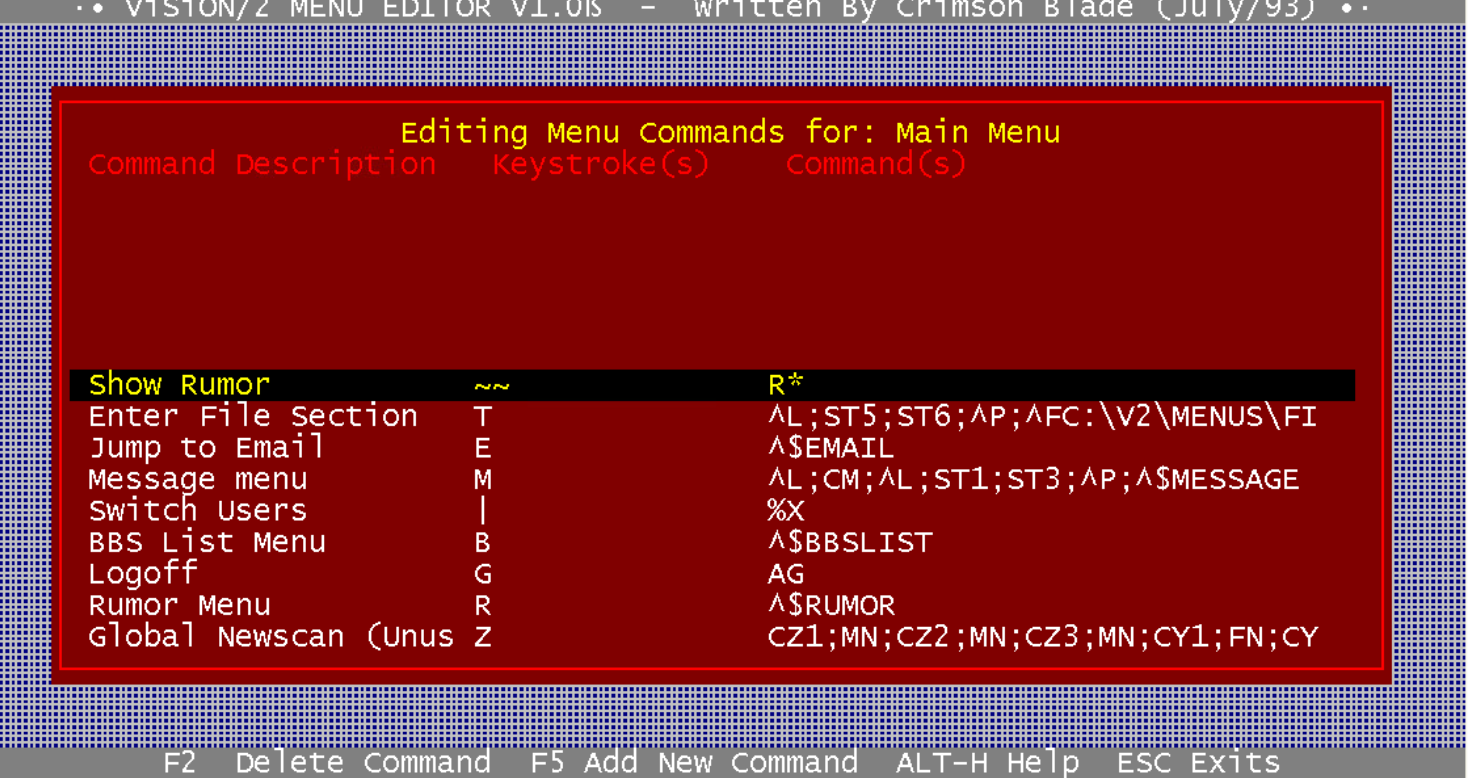 ·• ViSiON/2 MENU EDITOR V1.0ß – Written By Crimson Blade (July/93) •·
Editing Menu Commands for: Main Menu
Command Description Keystroke(s) Command(s)
Show Rumor ~~ R*
Enter File Section T ^L;ST5;ST6;^P;^FC:\V2\MENUS\FI
Jump to Email E ^$EMAIL
Message menu M ^L;CM;^L;ST1;ST3;^P;^$MESSAGE
Switch Users | %X
BBS List Menu B ^$BBSLIST
Logoff G AG
Rumor Menu R ^$RUMOR
Global Newscan (Unus Z CZ1;MN;CZ2;MN;CZ3;MN;CY1;FN;CY
F2 Delete Command F5 Add New Command ALT-H Help ESC Exits